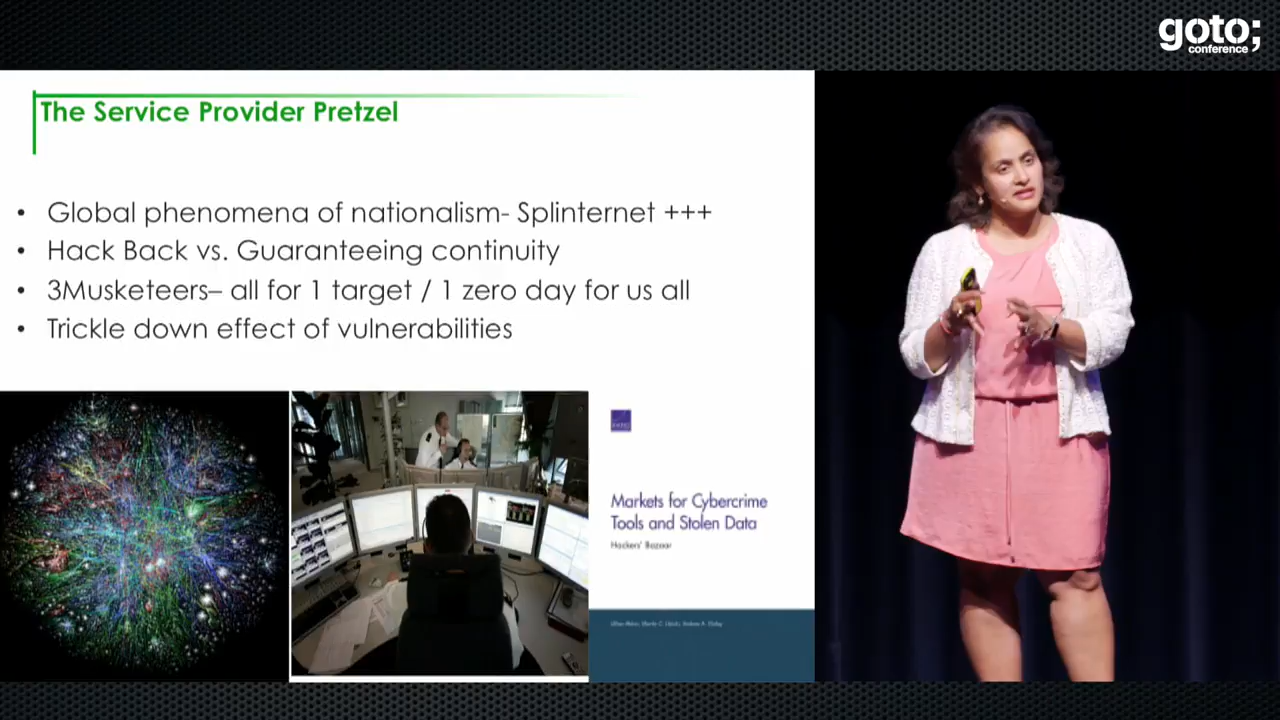 goto;
conference
The Service Provider Pretzel
• Global phenomena of nationalism- Splinternet +++
• Hack Back vs. Guaranteeing continuity
• 3Musketeers– all for 1 target / 1 zero day for us all
• Trickle down effect of vulnerabilities
Markets for Cybercrime
Tools and Stolen Data
Hackers' Bazaar